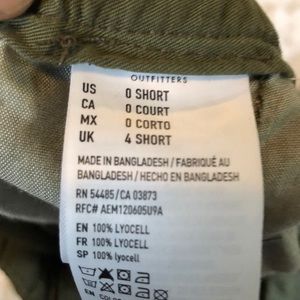 OUTFITTERS
US 0 SHORT
CA 0 COURT
MX 0 CORTO
UK 4 SHORT
MADE IN BANGLADESH / FABRIQUÉ AU
BANGLADESH / HECHO EN BANGLADESH
RN 54485/CA 03873
RFC# AEM120605U9A
EN 100% LYOCELL
FR 100% LYOCELL
SP 100% lyocell
EN